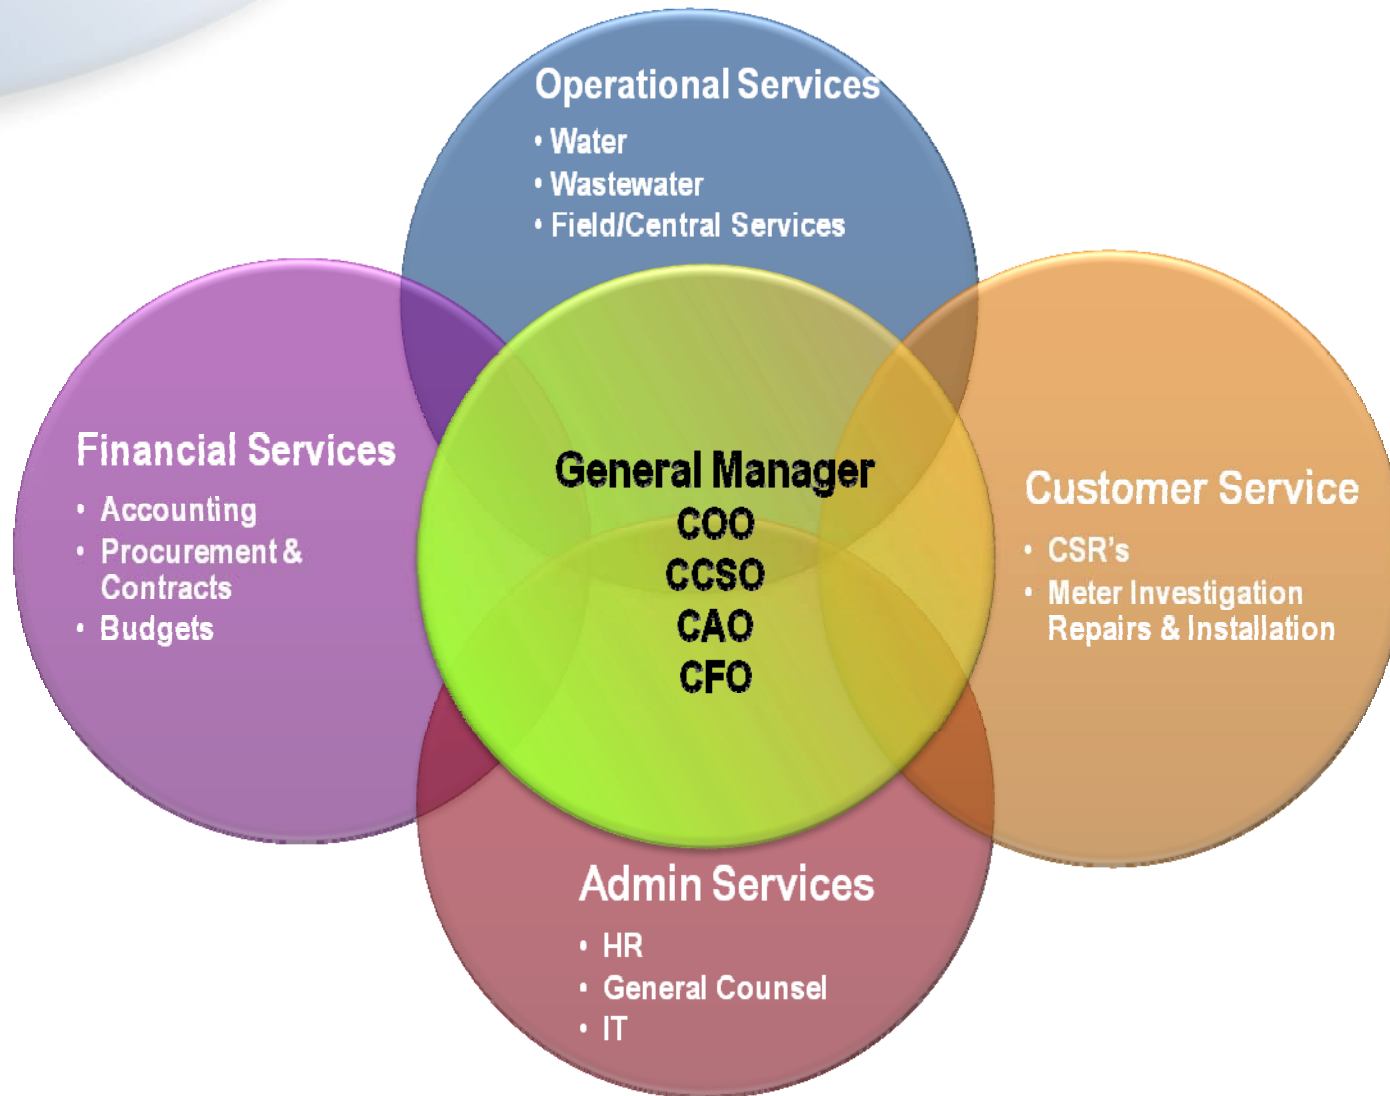 Operational Services
• Water
• Wastewater
• Field/Central Services
Financial Services
• Accounting
• Procurement &
Contracts
• Budgets
General Manager
COO
CCSO
CAO
CFO
Customer Service
• CSR's
• Meter Investigation
Repairs & Installation
Admin Services
• HR
• General Counsel
• IT